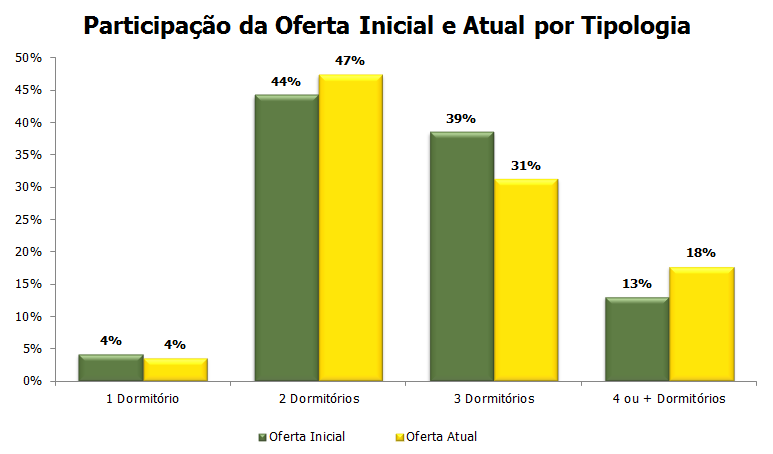 Participação da Oferta Inicial e Atual por Tipologia
50%
45%
40%
35%
30%
25%
20%
15%
10%
5%
0%
4%
4%
44%
47%
39%
31%
13%
18%
1 Dormitório
2 Dormitórios
3 Dormitórios
4 ou + Dormitórios
Oferta Inicial
Oferta Atual